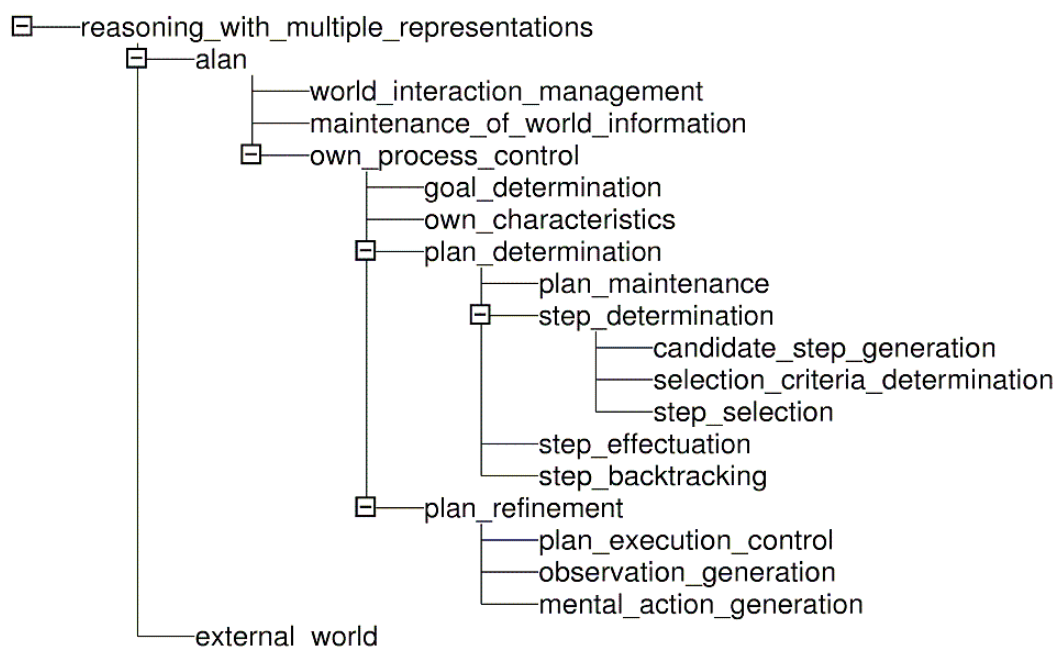 reasoning_with_multiple_representations
alan
world_interaction_management
maintenance_of_world_information
own_process_control
goal_determination
own_characteristics
plan_determination
plan_maintenance
step_determination
candidate_step_generation
selection_criteria_determination
step_selection
step_effectuation
step_backtracking
plan_refinement
plan_execution_control
observation_generation
mental_action_generation
external world